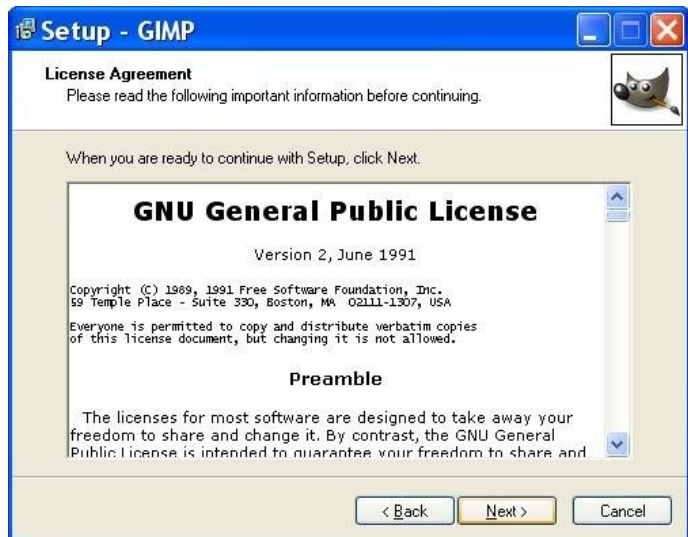 Setup - GIMP
License Agreement
Please read the following important information before continuing.
When you are ready to continue with Setup, click Next.
GNU General Public License
Version 2, June 1991
Copyright (C) 1989, 1991 Free Software Foundation, Inc.
59 Temple Place - Suite 330, Boston, MA  02111-1307, USA
Everyone is permitted to copy and distribute verbatim copies
of this license document, but changing it is not allowed.
Preamble
The licenses for most software are designed to take away your
freedom to share and change it. By contrast, the GNU General
Public License is intended to guarantee your freedom to share and
< Back
Next >
Cancel